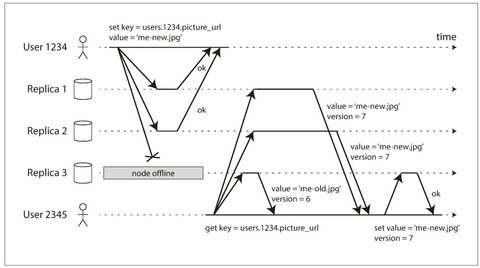 set key = users.1234.picture_url
value = 'me-new.jpg'
User 1234
time
ok
Replica 1
ok
value = 'me-new.jpg'
version = 7
Replica 2
value = 'me-new.jpg'
version = 7
Replica 3
node offline
value = 'me-old.jpg'
version = 6
ok
User 2345
get key = users.1234.picture_url
set value = 'me-new.jpg'
version = 7